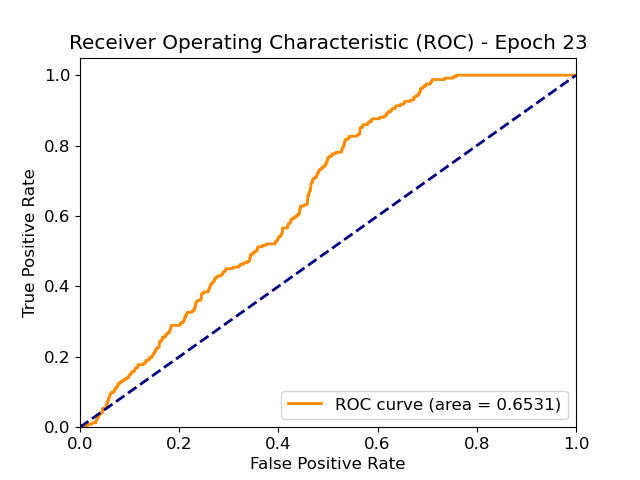 Receiver Operating Characteristic (ROC) - Epoch 23
1.0
0.8
0.6
0.4
0.2
0.0
True Positive Rate
ROC curve (area = 0.6531)
0.0 0.2 0.4 0.6 0.8 1.0
False Positive Rate